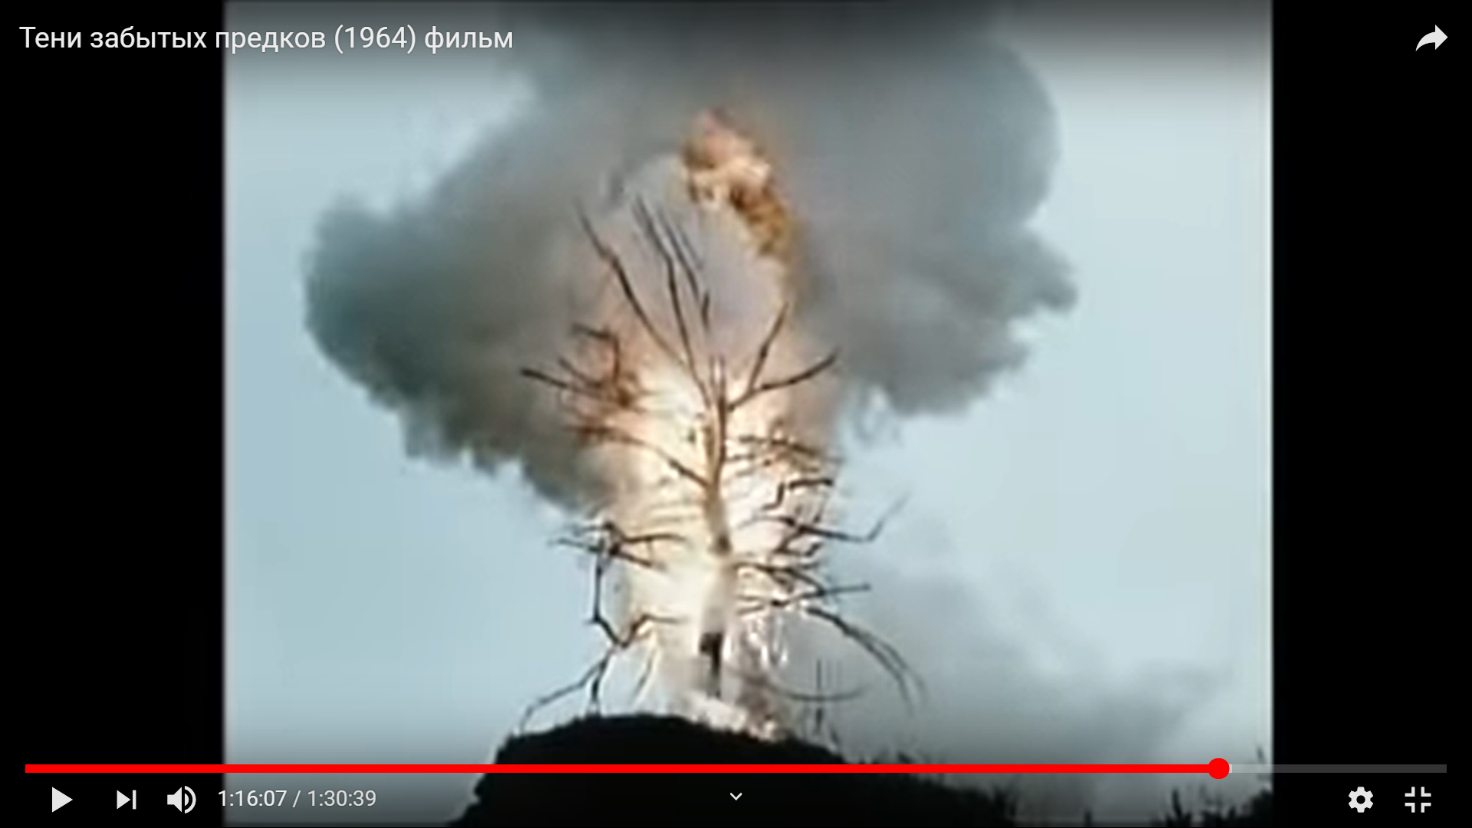 Тени забытых предков (1964) фильм
1:16:07 / 1:30:39